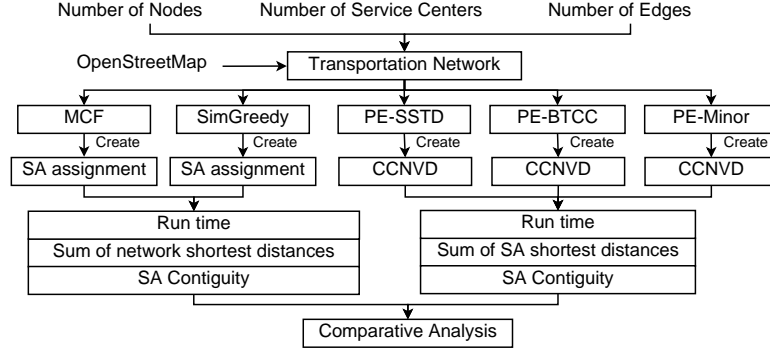 Number of Nodes Number of Service Centers Number of Edges
OpenStreetMap Transportation Network
MCF SimGreedy PE-SSTD PE-BTCC PE-Minor
Create Create Create Create Create
SA assignment SA assignment CCNVD CCNVD CCNVD
Run time Run time
Sum of network shortest distances Sum of SA shortest distances
SA Contiguity SA Contiguity
Comparative Analysis